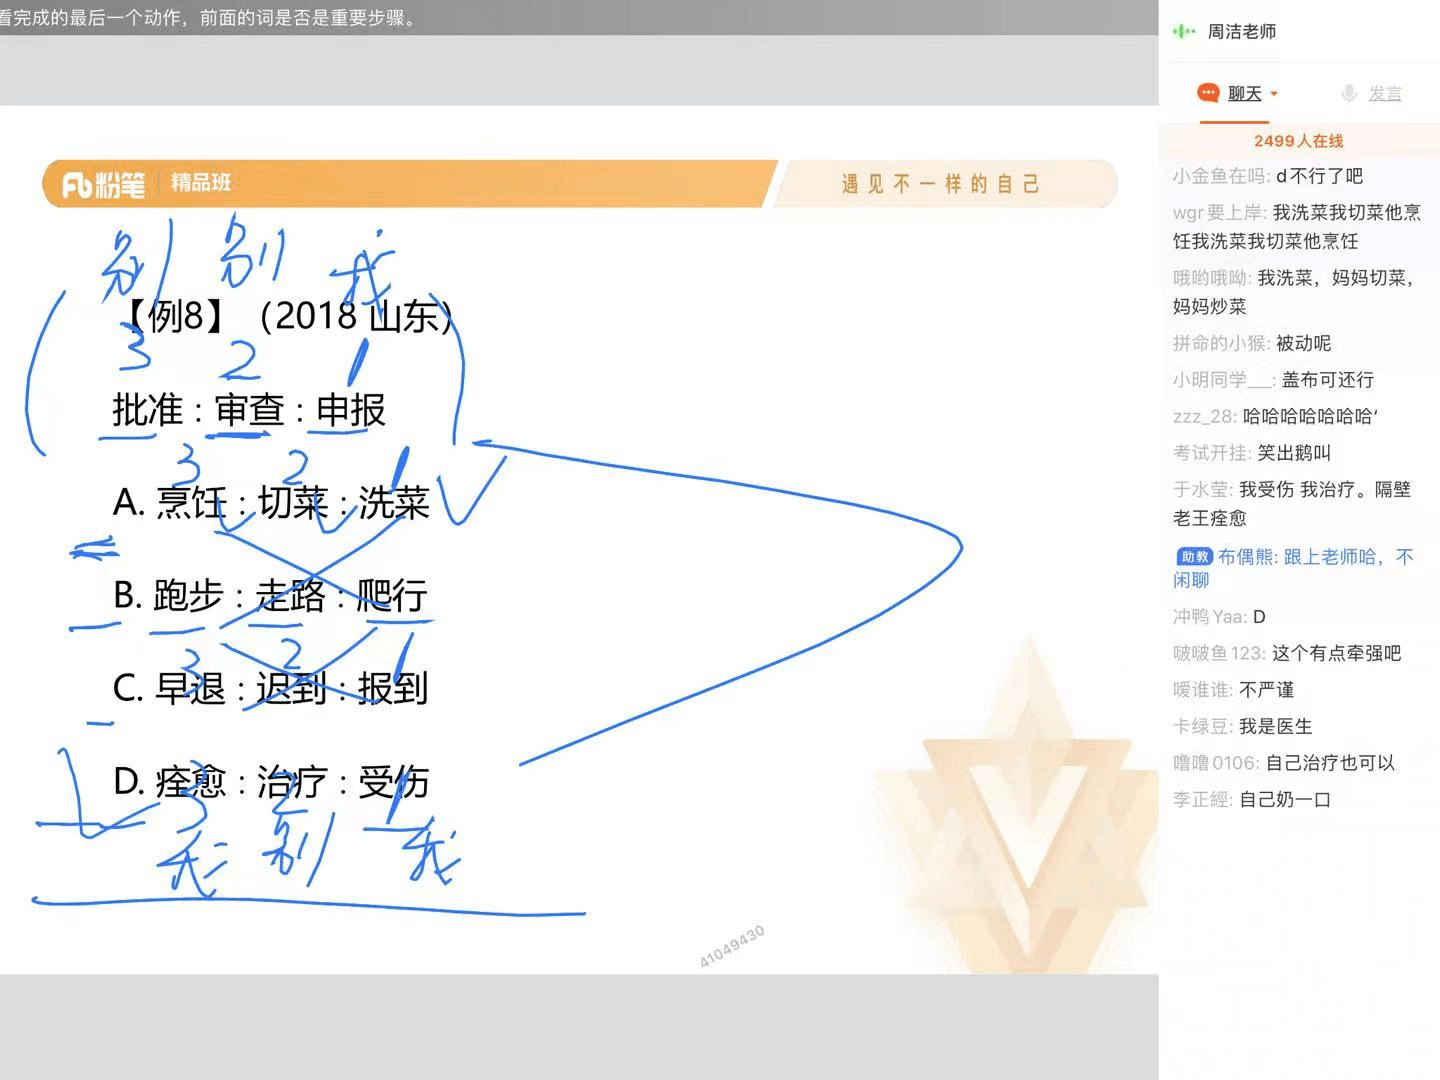 看完成的最后一个动作，前面的词是否是重要步骤。
粉笔 精品班
遇见不一样的自己
别 别 我
【例8】（2018 山东）
3 2 1
批准 : 审查 : 申报
3 2 1
A. 烹饪 : 切菜 : 洗菜
B. 跑步 : 走路 : 爬行
3 2 1
C. 早退 : 迟到 : 报到
D. 痊愈 : 治疗 : 受伤
3 2 1
我 别 我
41049430
周洁老师
聊天 发言
2499人在线
小金鱼在吗: d不行了吧
wgr要上岸: 我洗菜我切菜他烹
饪我洗菜我切菜他烹饪
哦哟哦呦: 我洗菜，妈妈切菜，
妈妈炒菜
拼命的小猴: 被动呢
小明同学___: 盖布可还行
zzz_28: 哈哈哈哈哈哈哈‘
考试开挂: 笑出鹅叫
于水莹: 我受伤 我治疗。隔壁
老王痊愈
助教 布偶熊: 跟上老师哈，不
闲聊
冲鸭Yaa: D
啵啵鱼123: 这个有点牵强吧
嗳谁谁: 不严谨
卡绿豆: 我是医生
噜噜0106: 自己治疗也可以
李正經: 自己奶一口